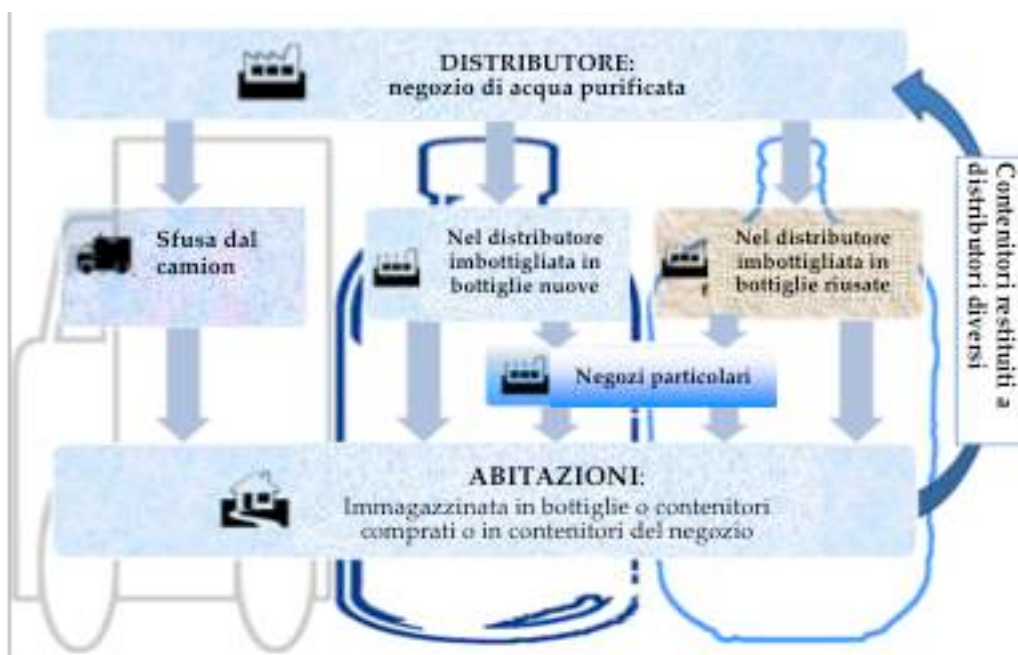 DISTRIBUTORE:
negozio di acqua purificata
Sfusa dal
camion
Nel distributore
imbottigliata in
bottiglie nuove
Nel distributore
imbottigliata in
bottiglie riusate
Negozi particolari
ABITAZIONI:
Immagazzinata in bottiglie o contenitori
comprati o in contenitori del negozio
Contenitori restituiti a
distributori diversi